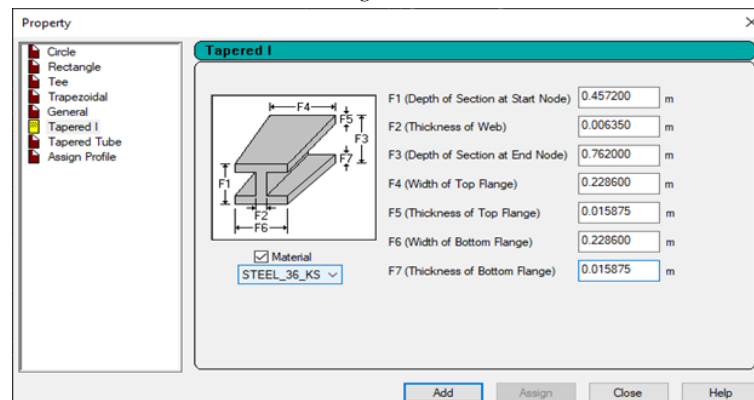 Property
Circle
Rectangle
Tee
Trapezoidal
General
Tapered I
Tapered Tube
Assign Profile
Tapered I
F4
F5
F3
F7
F1
F2
F6
Material
STEEL_36_KS
F1 (Depth of Section at Start Node) 0.457200 m
F2 (Thickness of Web) 0.006350 m
F3 (Depth of Section at End Node) 0.762000 m
F4 (Width of Top Flange) 0.228600 m
F5 (Thickness of Top Flange) 0.015875 m
F6 (Width of Bottom Flange) 0.228600 m
F7 (Thickness of Bottom Flange) 0.015875 m
Add Assign Close Help